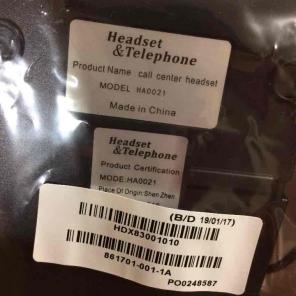 Headset
&Telephone
Product Name: call center headset
MODEL: HA0021
Made in China
Headset
&Telephone
Product Certification
MODE:HA0021
Place Of Origin:Shen Zhen
(B/D 19/01/17)
HDX83001010
861701-001-1A
PO0248587